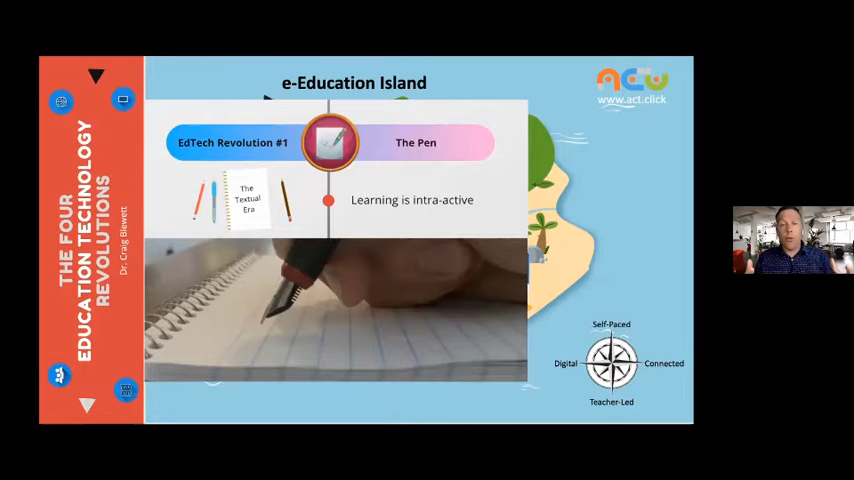 THE FOUR
EDUCATION TECHNOLOGY
REVOLUTIONS
Dr. Craig Blewett
e-Education Island
www.act.click
EdTech Revolution #1
The Pen
The
Textual
Era
Learning is intra-active
Self-Paced
Digital
Connected
Teacher-Led